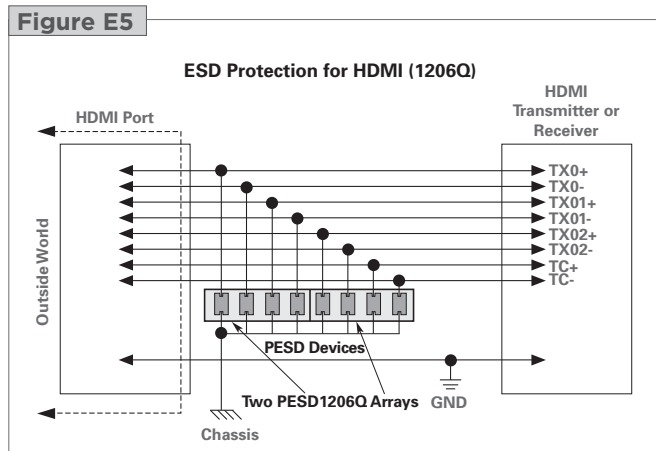 Figure E5
ESD Protection for HDMI (1206Q)
HDMI Port
HDMI
Transmitter or
Receiver
Outside World
TX0+
TX0-
TX01+
TX01-
TX02+
TX02-
TC+
TC-
PESD Devices
Two PESD1206Q Arrays
GND
Chassis